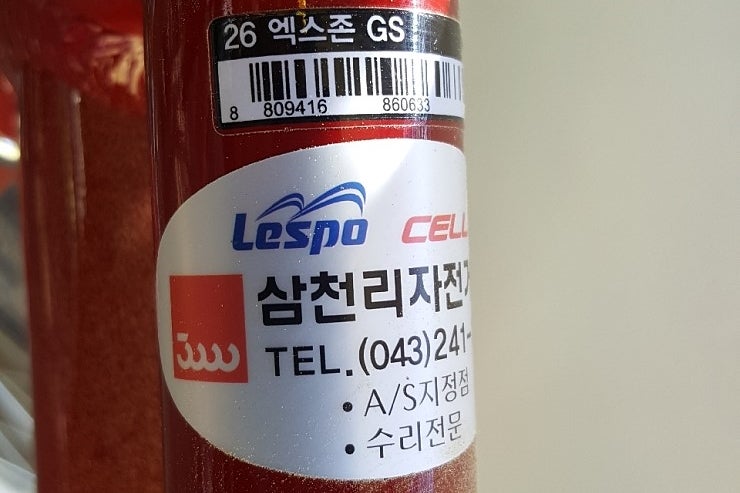 26 엑스존 GS
8 809416 860633
Lespo CELL
삼천리자전
TEL. (043)241-
• A/S지정점
• 수리전문